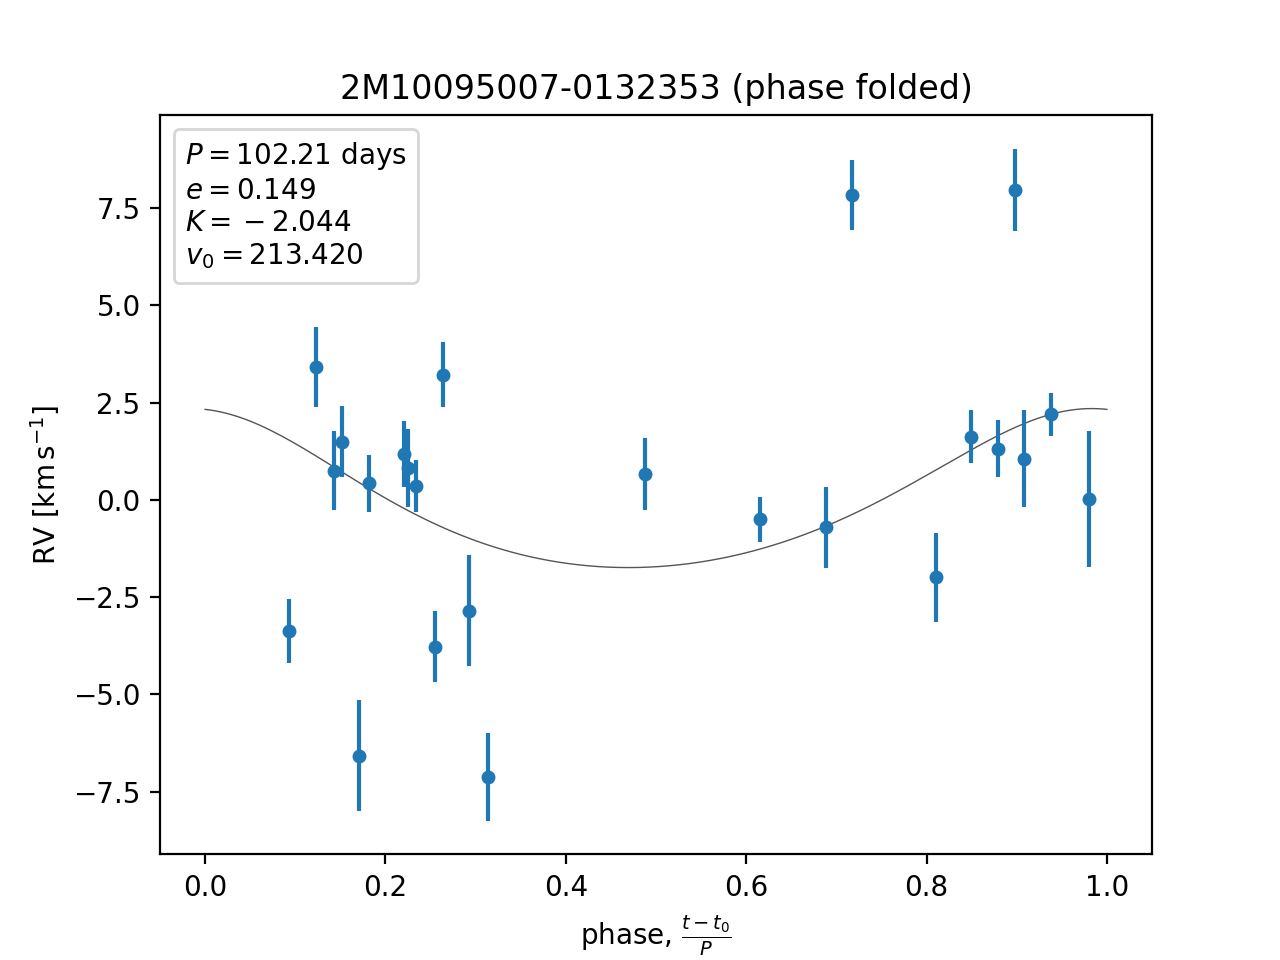 2M10095007-0132353 (phase folded)
P = 102.21 days
e = 0.149
K = −2.044
v₀ = 213.420
7.5
5.0
2.5
0.0
−2.5
−5.0
−7.5
RV [km s⁻¹]
0.0 0.2 0.4 0.6 0.8 1.0
phase, (t − t₀)/P